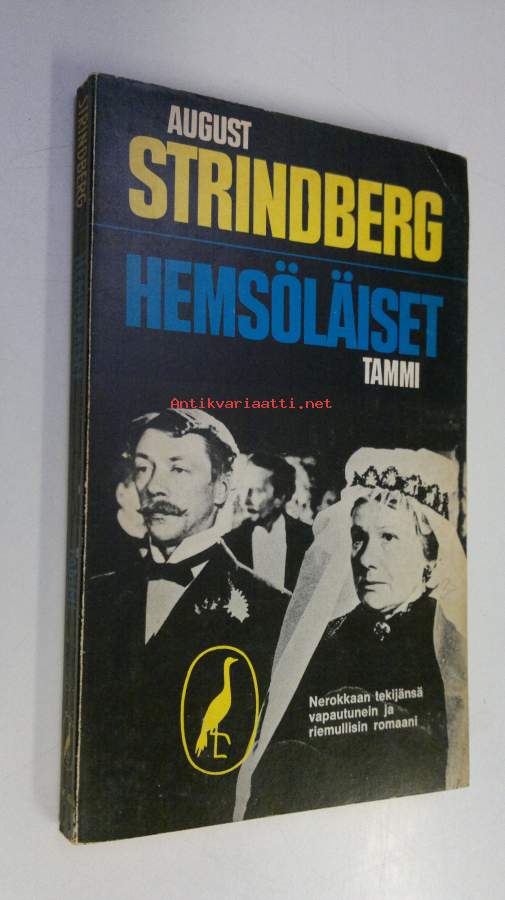 AUGUST
STRINDBERG
HEMSÖLÄISET
TAMMI
Antikvariaatti.net
Nerokkaan tekijänsä
vapautunein ja
riemullisin romaani
STRINDBERG